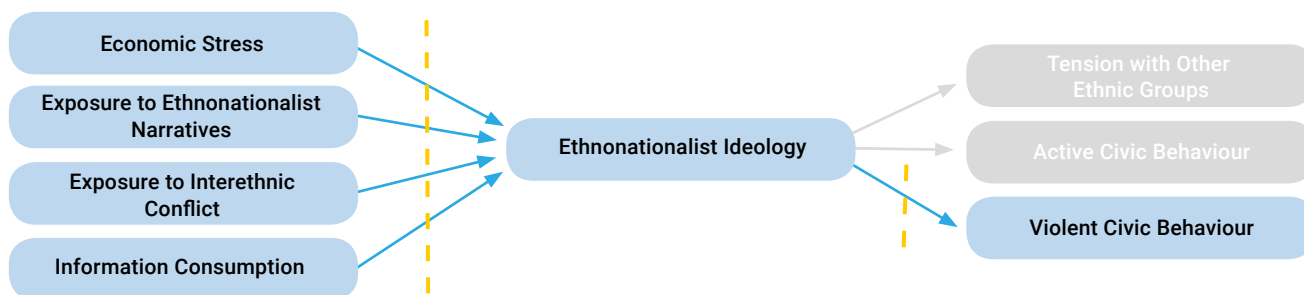 Economic Stress
Exposure to Ethnonationalist
Narratives
Exposure to Interethnic
Conflict
Information Consumption
Ethnonationalist Ideology
Tension with Other
Ethnic Groups
Active Civic Behaviour
Violent Civic Behaviour